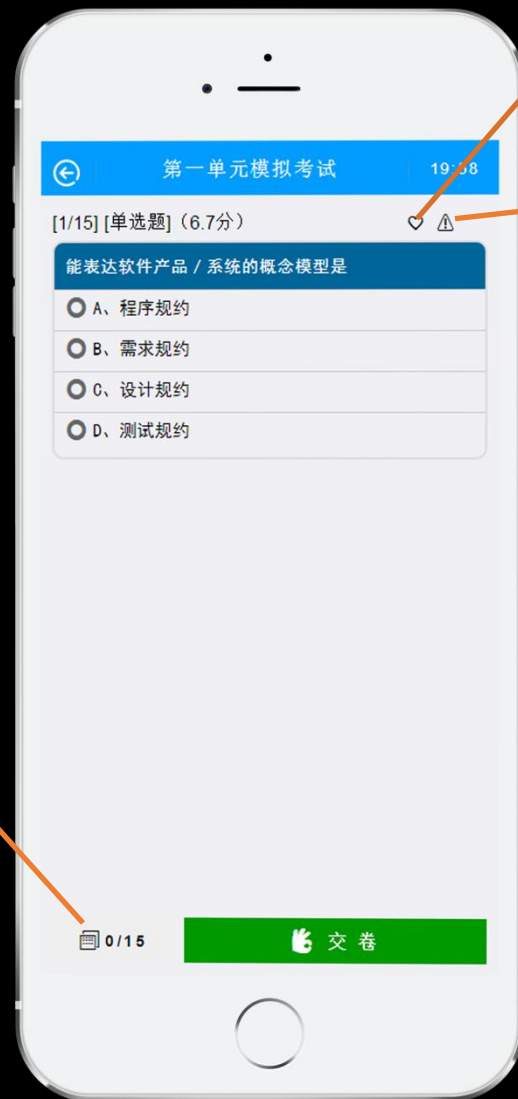 第一单元模拟考试
19:58
[1/15] [单选题]（6.7分）
能表达软件产品 / 系统的概念模型是
A、程序规约
B、需求规约
C、设计规约
D、测试规约
0/15
交卷